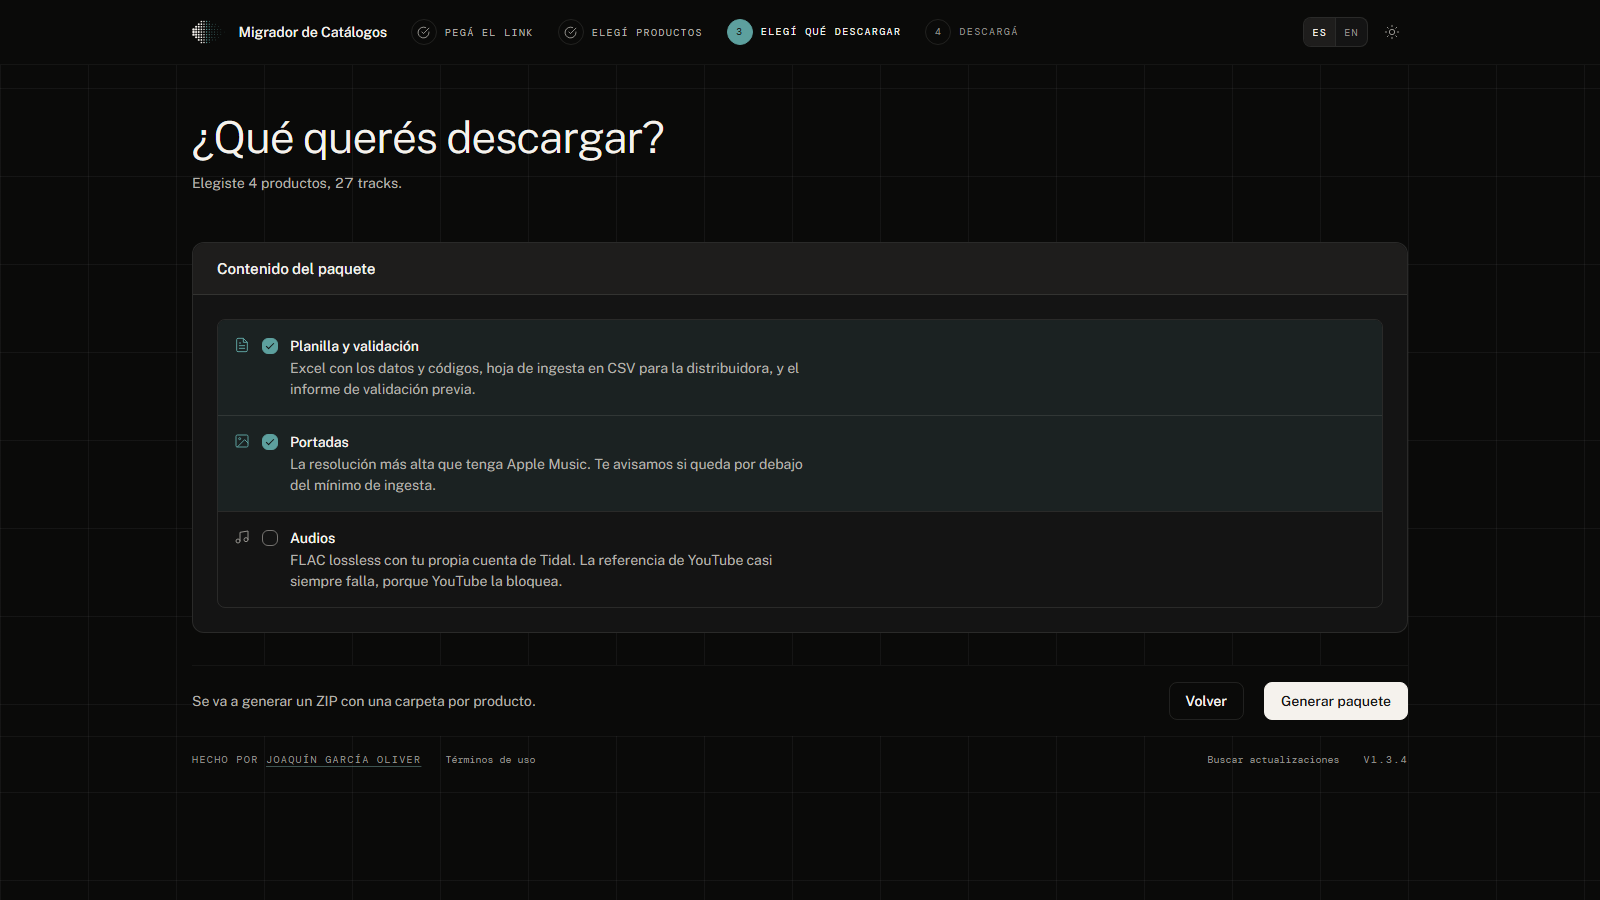 Migrador de Catálogos
PEGÁ EL LINK
ELEGÍ PRODUCTOS
3 ELEGÍ QUÉ DESCARGAR
4 DESCARGÁ
ES EN
¿Qué querés descargar?
Elegiste 4 productos, 27 tracks.
Contenido del paquete
Planilla y validación
Excel con los datos y códigos, hoja de ingesta en CSV para la distribuidora, y el
informe de validación previa.
Portadas
La resolución más alta que tenga Apple Music. Te avisamos si queda por debajo
del mínimo de ingesta.
Audios
FLAC lossless con tu propia cuenta de Tidal. La referencia de YouTube casi
siempre falla, porque YouTube la bloquea.
Se va a generar un ZIP con una carpeta por producto.
Volver
Generar paquete
HECHO POR JOAQUÍN GARCÍA OLIVER
Términos de uso
Buscar actualizaciones
V1.3.4